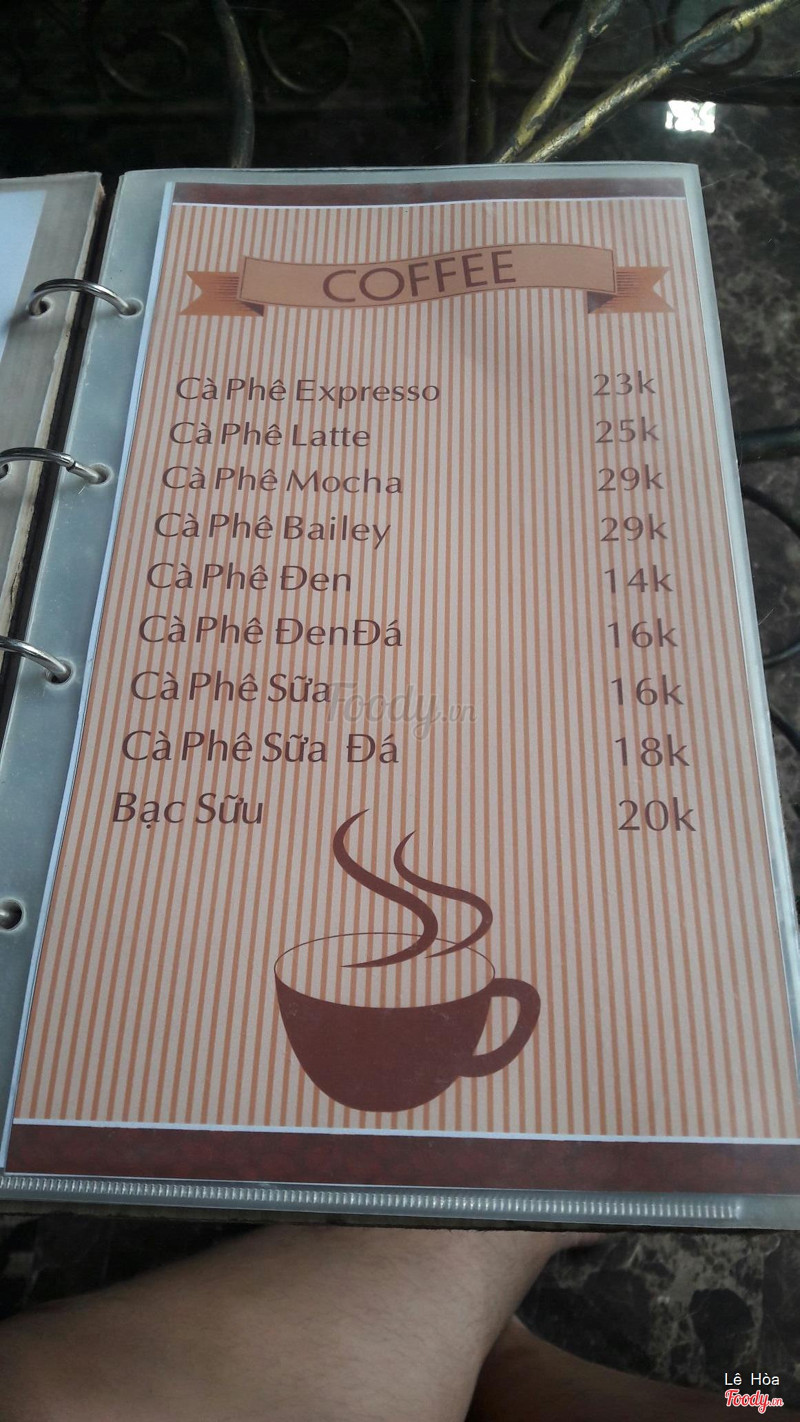 COFFEE
Cà Phê Expresso 23k
Cà Phê Latte 25k
Cà Phê Mocha 29k
Cà Phê Bailey 29k
Cà Phê Đen 14k
Cà Phê Đen Đá 16k
Cà Phê Sữa 16k
Foody.vn
Cà Phê Sữa Đá 18k
Bạc Sữu 20k
Lê Hòa
Foody.vn